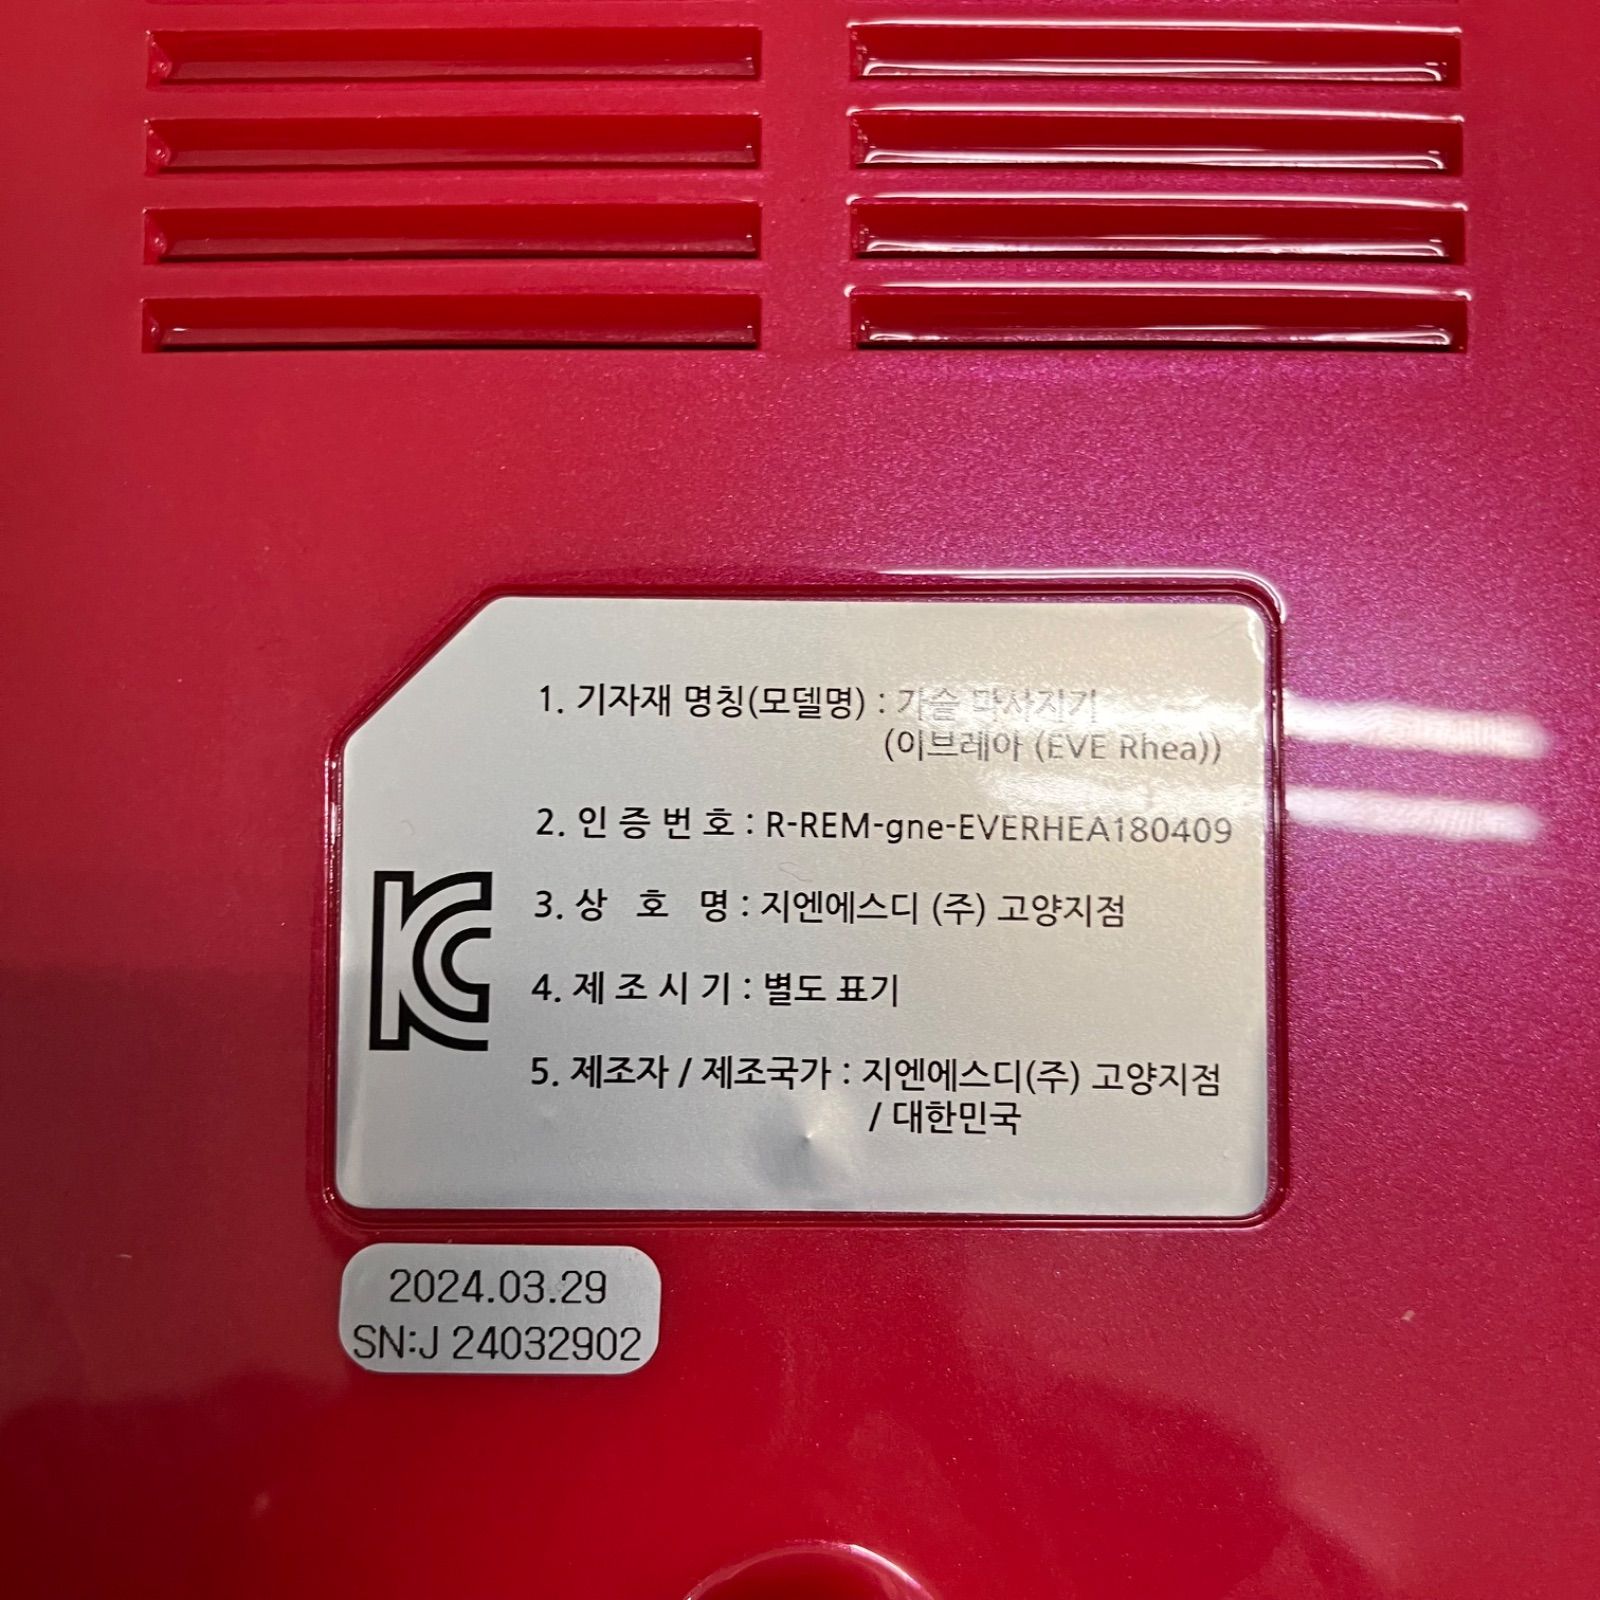 1. 기자재 명칭(모델명) : 가슴 마사지기
(이브레아 (EVE Rhea))
2. 인 증 번 호 : R-REM-gne-EVERHEA180409
3. 상 호 명 : 지엔에스디 (주) 고양지점
4. 제 조 시 기 : 별도 표기
5. 제조자 / 제조국가 : 지엔에스디(주) 고양지점
/ 대한민국
2024.03.29
SN:J 24032902